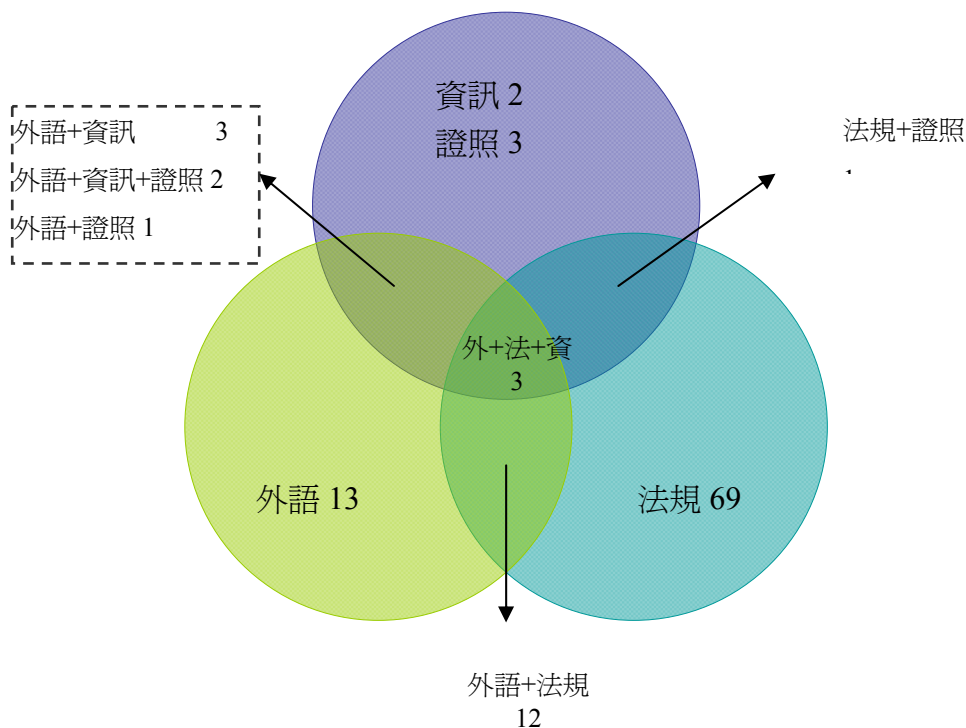 資訊 2
證照 3
外語+資訊 3
外語+資訊+證照 2
外語+證照 1
法規+證照
外+法+資
3
外語 13
法規 69
外語+法規
12